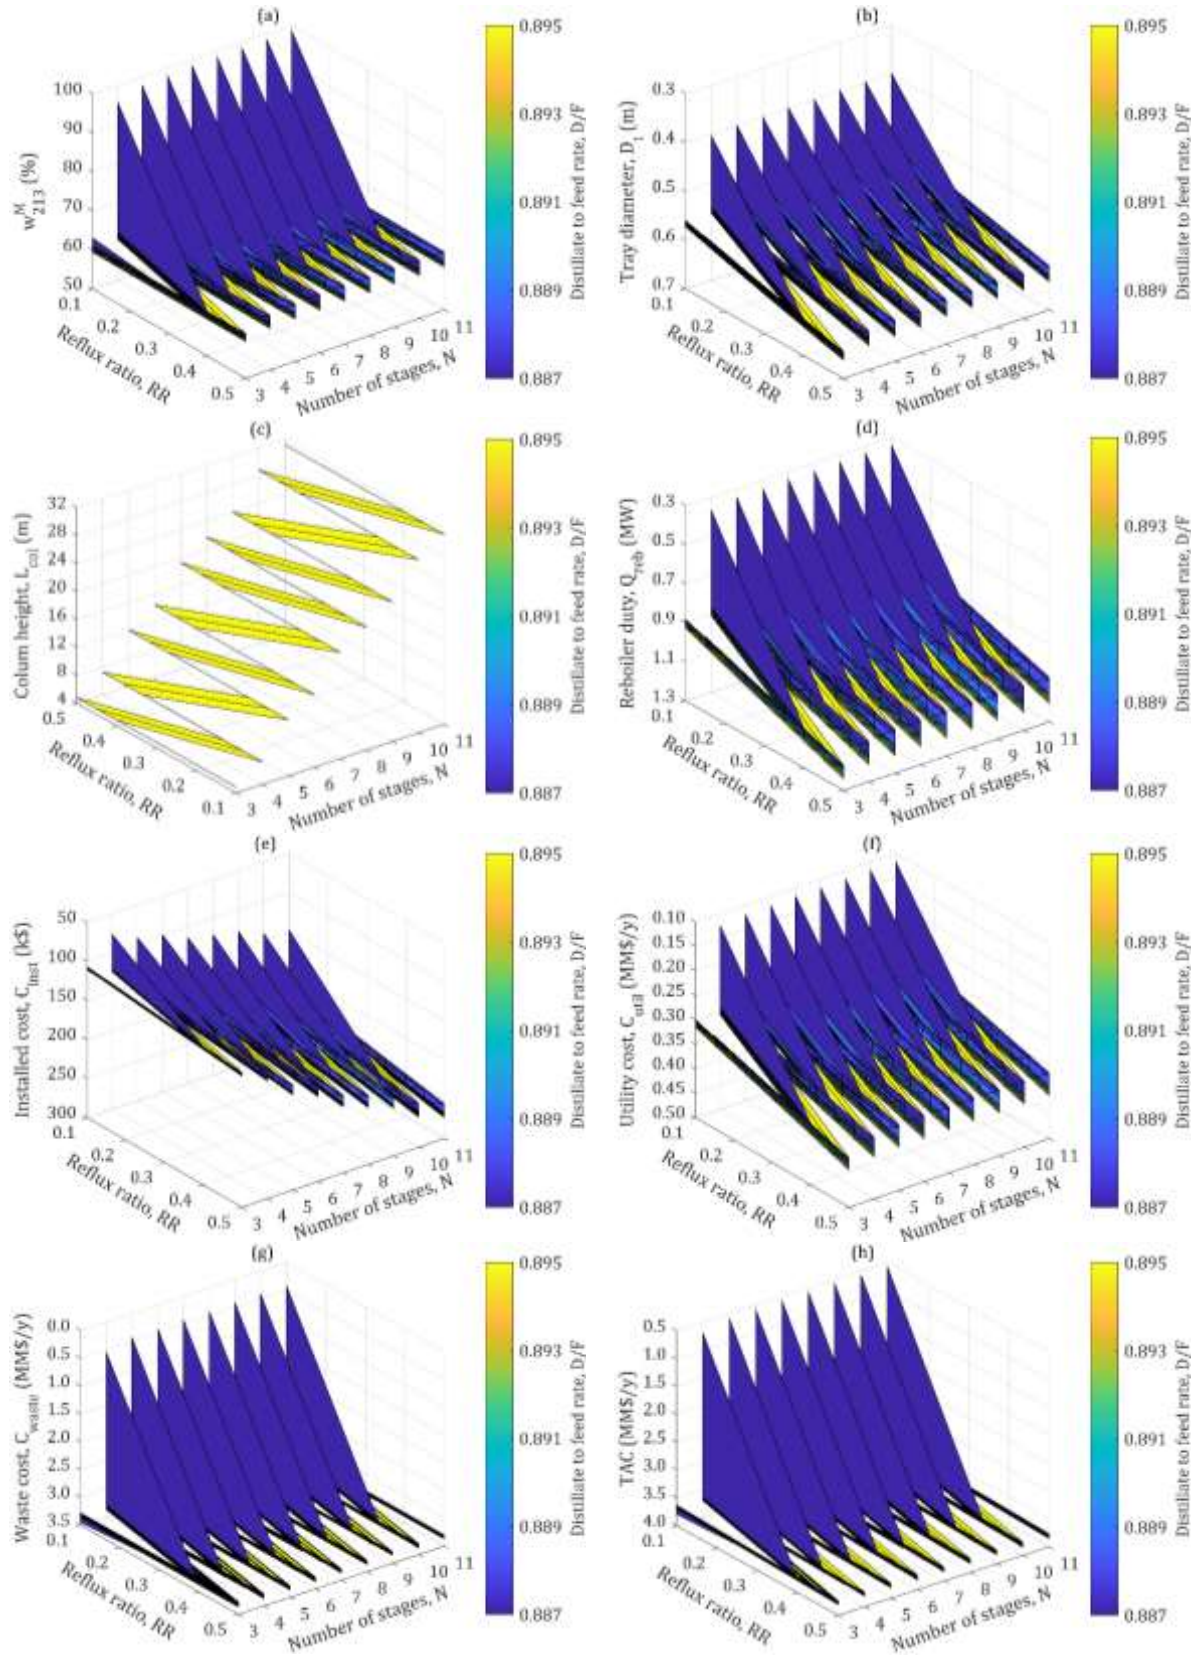 (a)
w^M_213 (%)
100
90
80
70
60
50
0.1
0.2
0.3
0.4
0.5
Reflux ratio, RR
3 4 5 6 7 8 9 10 11
Number of stages, N
0.895
0.893
0.891
0.889
0.887
Distillate to feed rate, D/F
(b)
Tray diameter, D_1 (m)
0.3
0.4
0.5
0.6
0.7
0.1
0.2
0.3
0.4
0.5
Reflux ratio, RR
3 4 5 6 7 8 9 10 11
Number of stages, N
0.895
0.893
0.891
0.889
0.887
Distillate to feed rate, D/F
(c)
Colum height, L_col (m)
32
28
24
20
16
12
8
4
0.5
0.4
0.3
0.2
0.1
Reflux ratio, RR
3 4 5 6 7 8 9 10 11
Number of stages, N
0.895
0.893
0.891
0.889
0.887
Distillate to feed rate, D/F
(d)
Reboiler duty, Q_reb (MW)
0.3
0.5
0.7
0.9
1.1
1.3
0.1
0.2
0.3
0.4
0.5
Reflux ratio, RR
3 4 5 6 7 8 9 10 11
Number of stages, N
0.895
0.893
0.891
0.889
0.887
Distillate to feed rate, D/F
(e)
Installed cost, C_inst (k$)
50
100
150
200
250
300
0.1
0.2
0.3
0.4
0.5
Reflux ratio, RR
3 4 5 6 7 8 9 10 11
Number of stages, N
0.895
0.893
0.891
0.889
0.887
Distillate to feed rate, D/F
(f)
Utility cost, C_util (MM$/y)
0.10
0.15
0.20
0.25
0.30
0.35
0.40
0.45
0.50
0.1
0.2
0.3
0.4
0.5
Reflux ratio, RR
3 4 5 6 7 8 9 10 11
Number of stages, N
0.895
0.893
0.891
0.889
0.887
Distillate to feed rate, D/F
(g)
Waste cost, C_waste (MM$/y)
0.0
0.5
1.0
1.5
2.0
2.5
3.0
3.5
0.1
0.2
0.3
0.4
0.5
Reflux ratio, RR
3 4 5 6 7 8 9 10 11
Number of stages, N
0.895
0.893
0.891
0.889
0.887
Distillate to feed rate, D/F
(h)
TAC (MM$/y)
0.5
1.0
1.5
2.0
2.5
3.0
3.5
4.0
0.1
0.2
0.3
0.4
0.5
Reflux ratio, RR
3 4 5 6 7 8 9 10 11
Number of stages, N
0.895
0.893
0.891
0.889
0.887
Distillate to feed rate, D/F